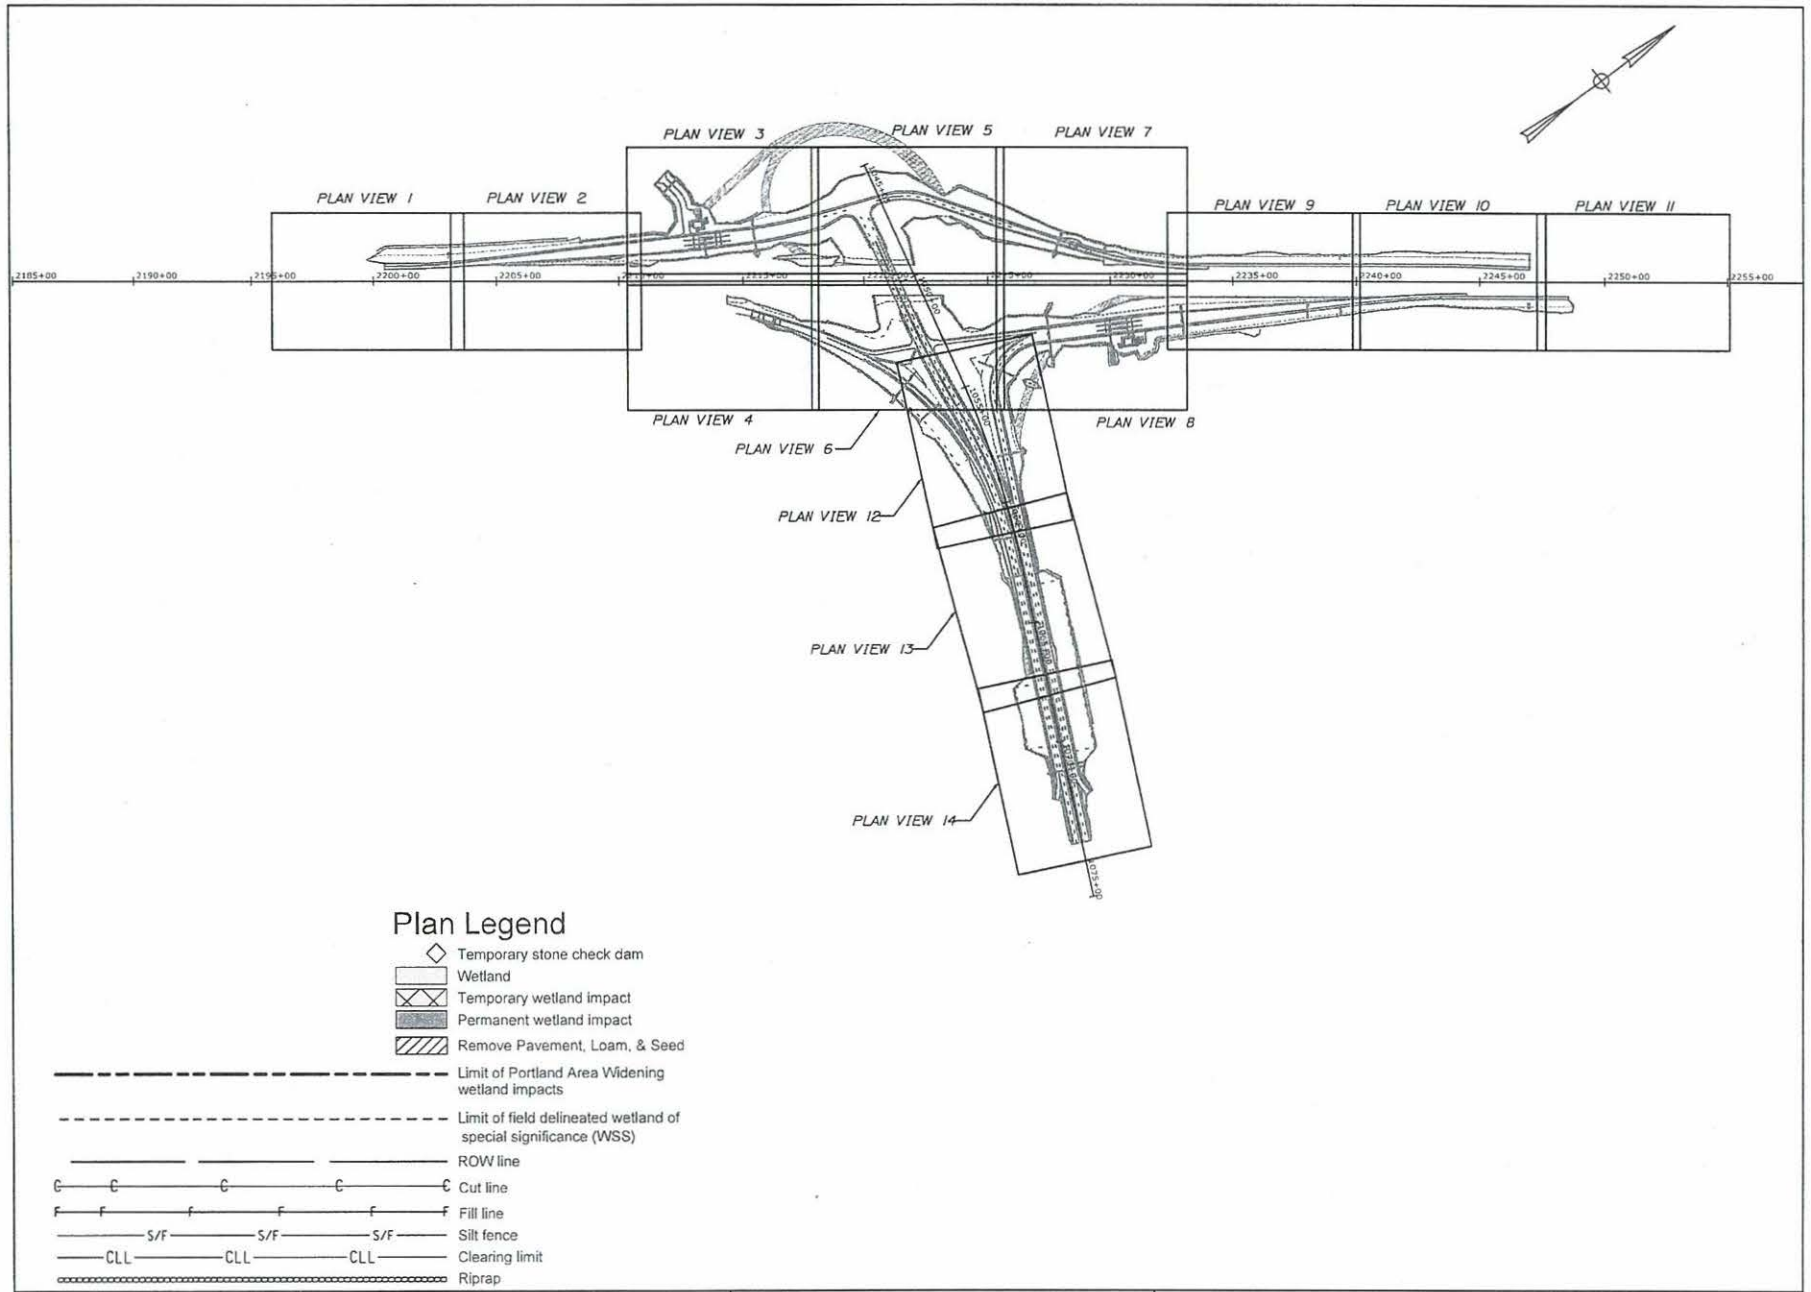 PLAN VIEW 3
PLAN VIEW 5
PLAN VIEW 7
PLAN VIEW 1
PLAN VIEW 2
PLAN VIEW 9
PLAN VIEW 10
PLAN VIEW 11
2185+00
2190+00
2195+00
2200+00
2205+00
2235+00
2240+00
2245+00
2250+00
2255+00
PLAN VIEW 4
PLAN VIEW 6
PLAN VIEW 8
1055+00
PLAN VIEW 12
PLAN VIEW 13
PLAN VIEW 14
1075+00
Plan Legend
Temporary stone check dam
Wetland
Temporary wetland impact
Permanent wetland impact
Remove Pavement, Loam, & Seed
Limit of Portland Area Widening
wetland impacts
Limit of field delineated wetland of
special significance (WSS)
ROW line
C C C C C Cut line
F F F F F F Fill line
S/F S/F S/F Silt fence
CLL CLL CLL Clearing limit
Riprap